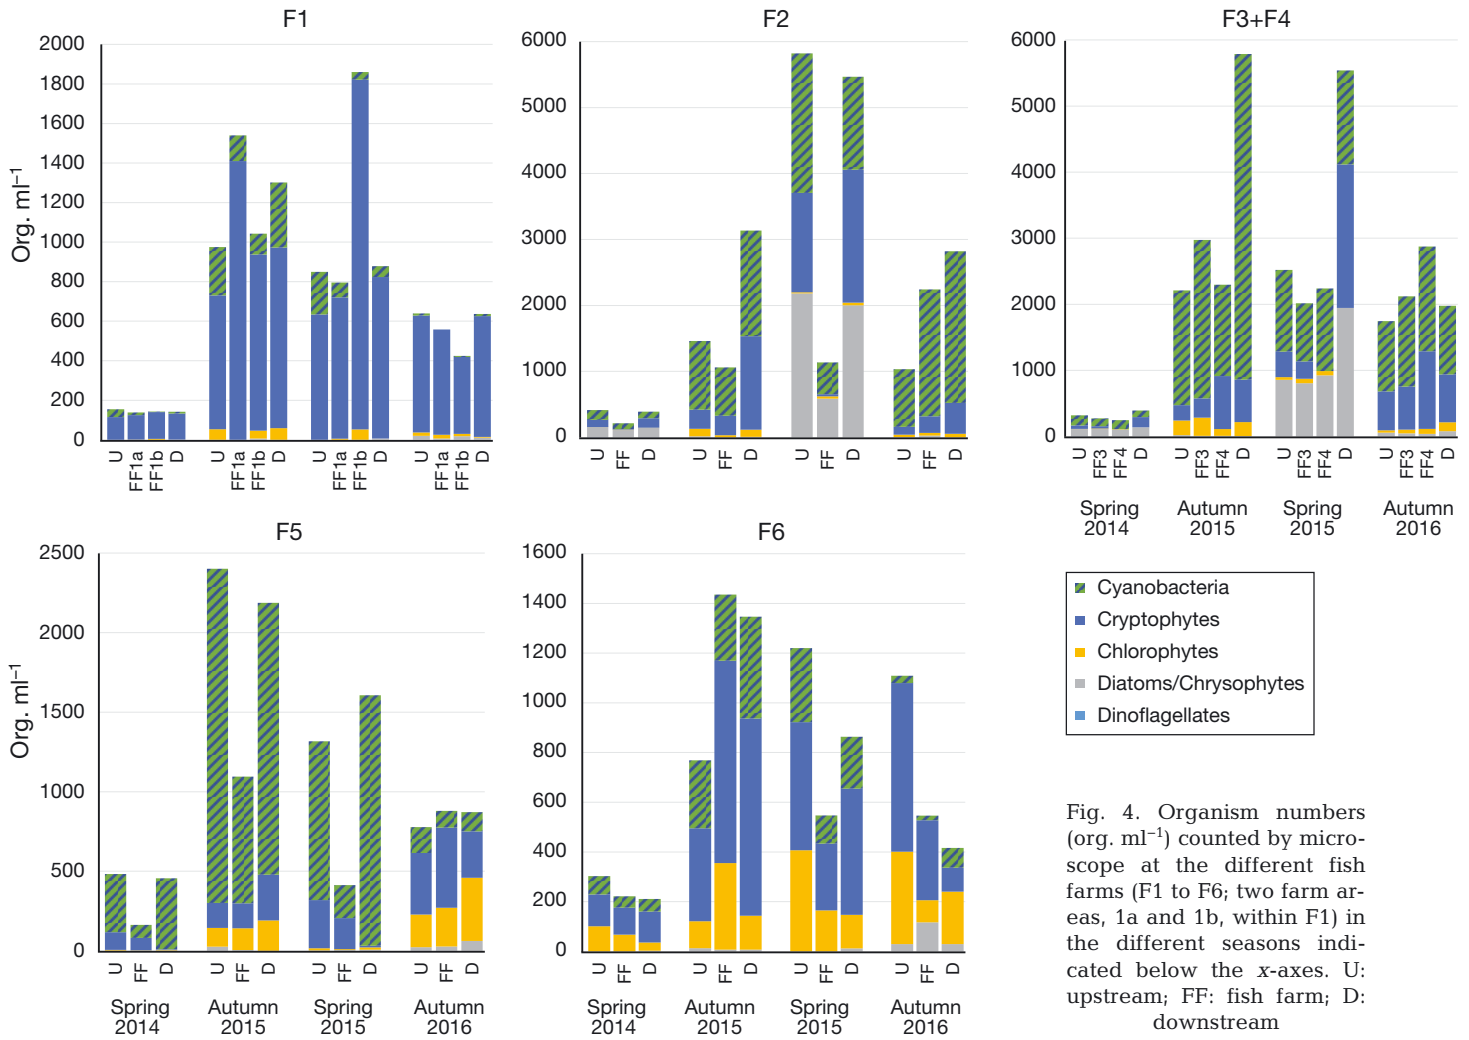 F1
2000
1800
1600
1400
1200
1000
800
600
400
200
0
Org. ml–1
U FF1a FF1b D U FF1a FF1b D U FF1a FF1b D U FF1a FF1b D
F2
6000
5000
4000
3000
2000
1000
0
U FF D U FF D U FF D U FF D
F3+F4
6000
5000
4000
3000
2000
1000
0
U FF3 FF4 D U FF3 FF4 D U FF3 FF4 D U FF3 FF4 D
Spring Autumn Spring Autumn
2014 2015 2015 2016
F5
2500
2000
1500
1000
500
0
Org. ml–1
U FF D U FF D U FF D U FF D
Spring Autumn Spring Autumn
2014 2015 2015 2016
F6
1600
1400
1200
1000
800
600
400
200
0
U FF D U FF D U FF D U FF D
Spring Autumn Spring Autumn
2014 2015 2015 2016
Cyanobacteria
Cryptophytes
Chlorophytes
Diatoms/Chrysophytes
Dinoflagellates
Fig. 4. Organism numbers
(org. ml–1) counted by micro-
scope at the different fish
farms (F1 to F6; two farm ar-
eas, 1a and 1b, within F1) in
the different seasons indi-
cated below the x-axes. U:
upstream; FF: fish farm; D:
downstream